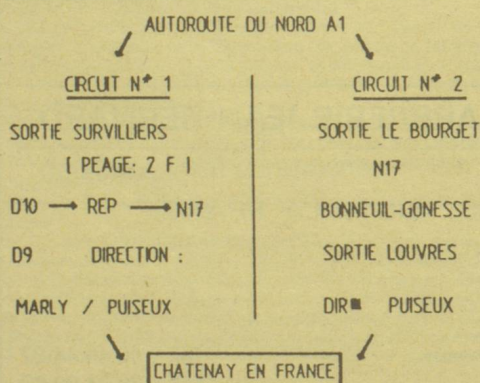 AUTOROUTE DU NORD A1
CIRCUIT N° 1
SORTIE SURVILLIERS
[ PEAGE: 2 F ]
D10 → REP → N17
D9 DIRECTION :
MARLY / PUISEUX
CIRCUIT N° 2
SORTIE LE BOURGET
N17
BONNEUIL-GONESSE
SORTIE LOUVRES
DIR. PUISEUX
CHATENAY EN FRANCE